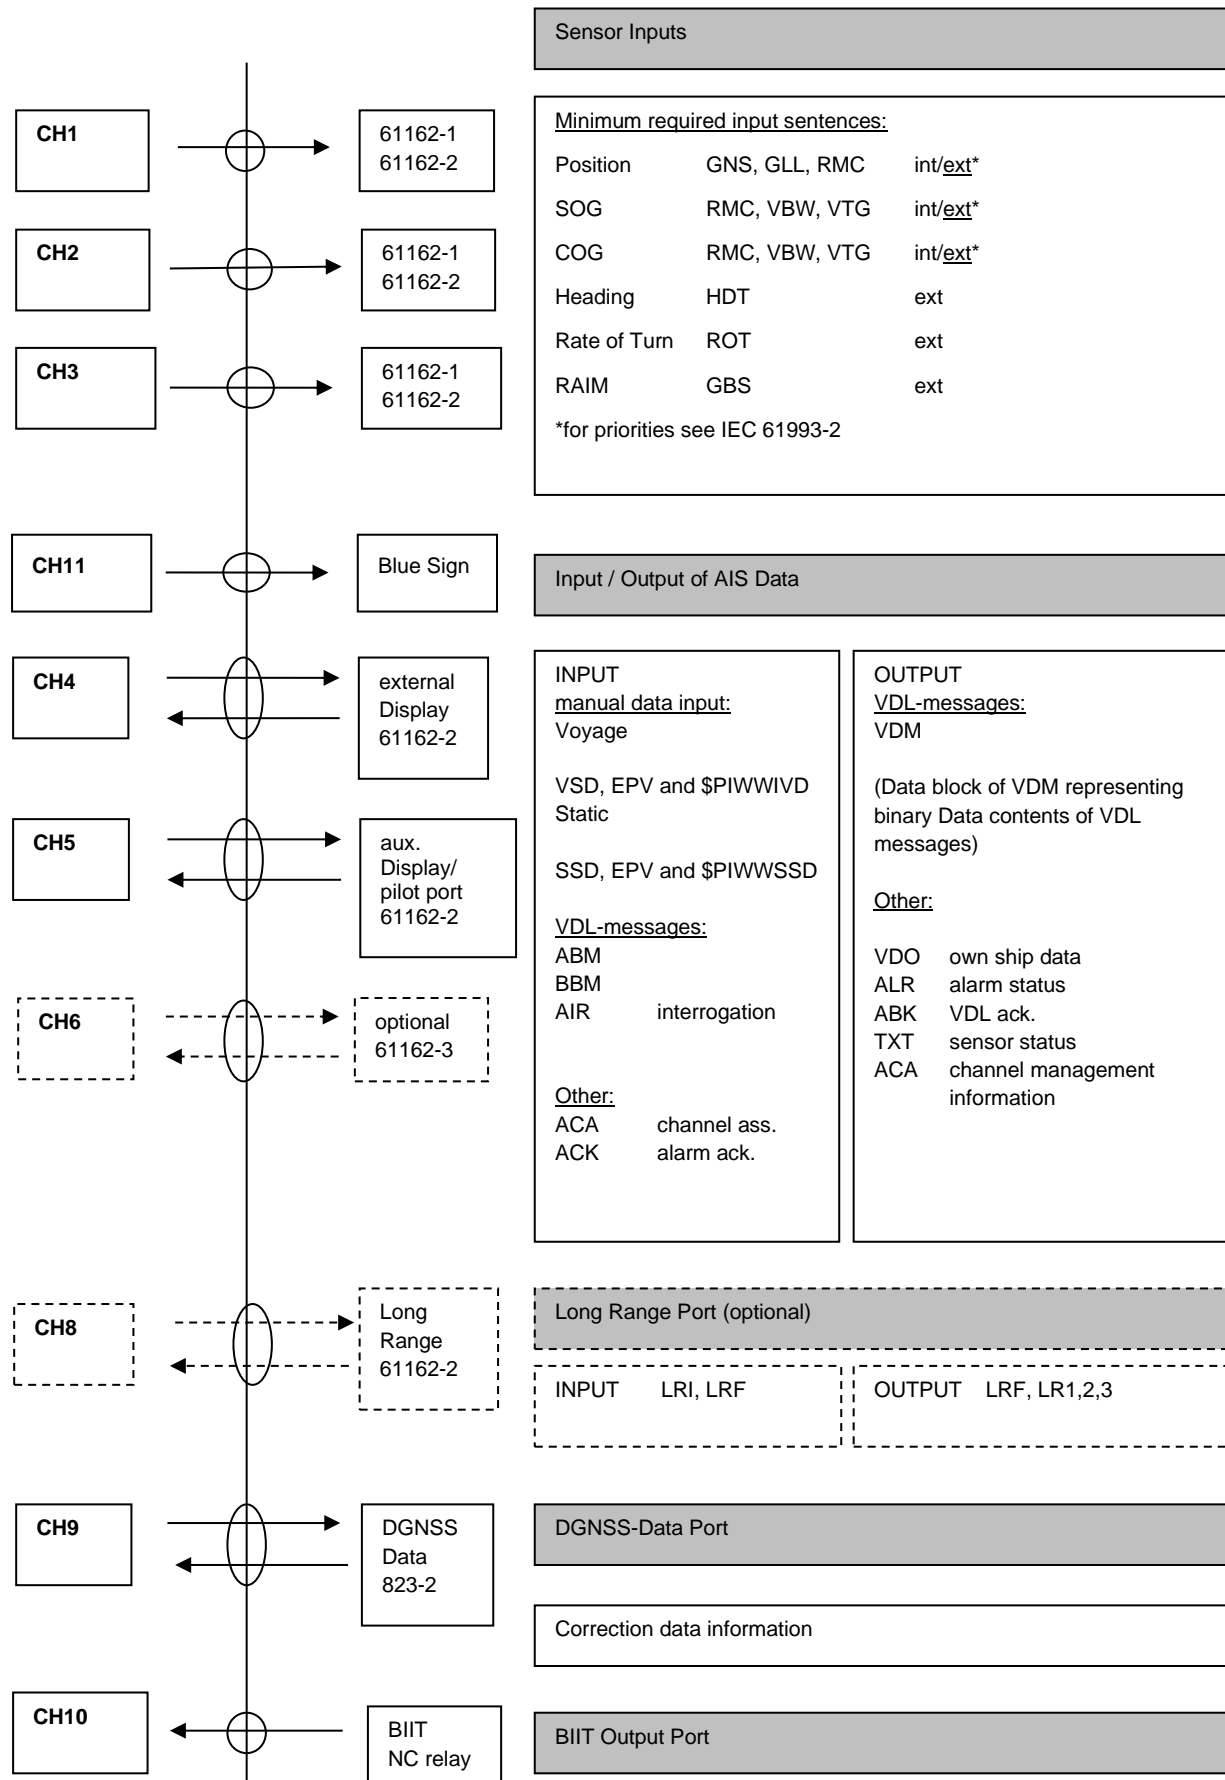 Sensor Inputs
CH1
61162-1
61162-2
Minimum required input sentences:
Position GNS, GLL, RMC int/ext*
SOG RMC, VBW, VTG int/ext*
COG RMC, VBW, VTG int/ext*
Heading HDT ext
Rate of Turn ROT ext
RAIM GBS ext
*for priorities see IEC 61993-2
CH2
61162-1
61162-2
CH3
61162-1
61162-2
CH11
Blue Sign
Input / Output of AIS Data
CH4
external
Display
61162-2
CH5
aux.
Display/
pilot port
61162-2
CH6
optional
61162-3
INPUT
manual data input:
Voyage
VSD, EPV and $PIWWIVD
Static
SSD, EPV and $PIWWSSD
VDL-messages:
ABM
BBM
AIR interrogation
Other:
ACA channel ass.
ACK alarm ack.
OUTPUT
VDL-messages:
VDM
(Data block of VDM representing
binary Data contents of VDL
messages)
Other:
VDO own ship data
ALR alarm status
ABK VDL ack.
TXT sensor status
ACA channel management
information
CH8
Long
Range
61162-2
Long Range Port (optional)
INPUT LRI, LRF
OUTPUT LRF, LR1,2,3
CH9
DGNSS
Data
823-2
DGNSS-Data Port
Correction data information
CH10
BIIT
NC relay
BIIT Output Port